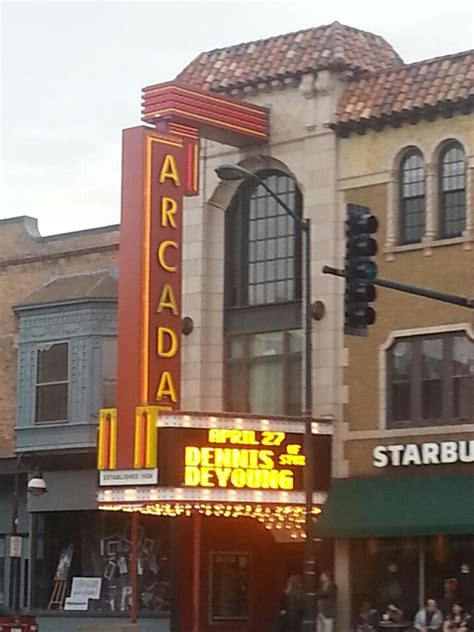 ARCADA
APRIL 27
DENNIS OF STYX
DEYOUNG
ESTABLISHED 1926
STARBU